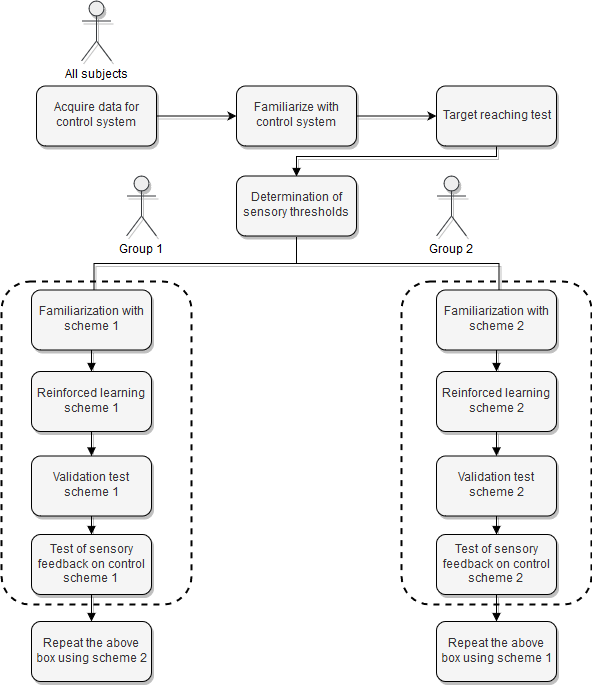 All subjects
Acquire data for
control system
Familiarize with
control system
Target reaching test
Determination of
sensory thresholds
Group 1
Group 2
Familiarization with
scheme 1
Reinforced learning
scheme 1
Validation test
scheme 1
Test of sensory
feedback on control
scheme 1
Repeat the above
box using scheme 2
Familiarization with
scheme 2
Reinforced learning
scheme 2
Validation test
scheme 2
Test of sensory
feedback on control
scheme 2
Repeat the above
box using scheme 1